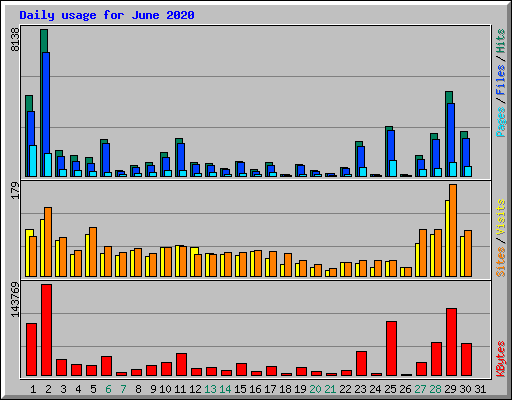 Daily usage for June 2020
8138
Pages / Files / Hits
179
Sites / Visits
143769
KBytes
1 2 3 4 5 6 7 8 9 10 11 12 13 14 15 16 17 18 19 20 21 22 23 24 25 26 27 28 29 30 31